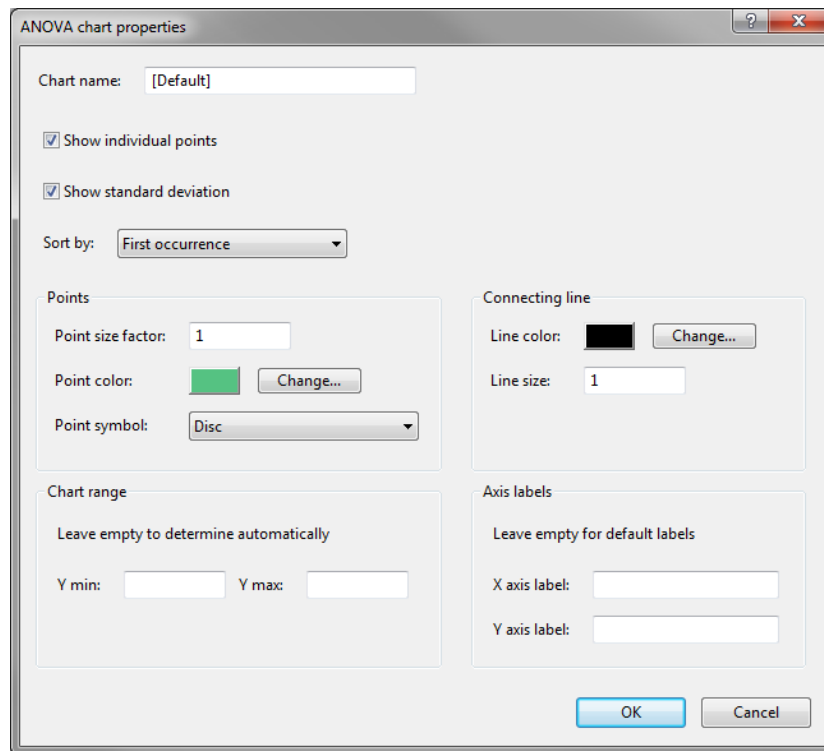 ANOVA chart properties
?
Chart name: [Default]
Show individual points
Show standard deviation
Sort by: First occurrence
Points
Point size factor: 1
Point color: Change...
Point symbol: Disc
Connecting line
Line color: Change...
Line size: 1
Chart range
Leave empty to determine automatically
Y min: Y max:
Axis labels
Leave empty for default labels
X axis label:
Y axis label:
OK Cancel